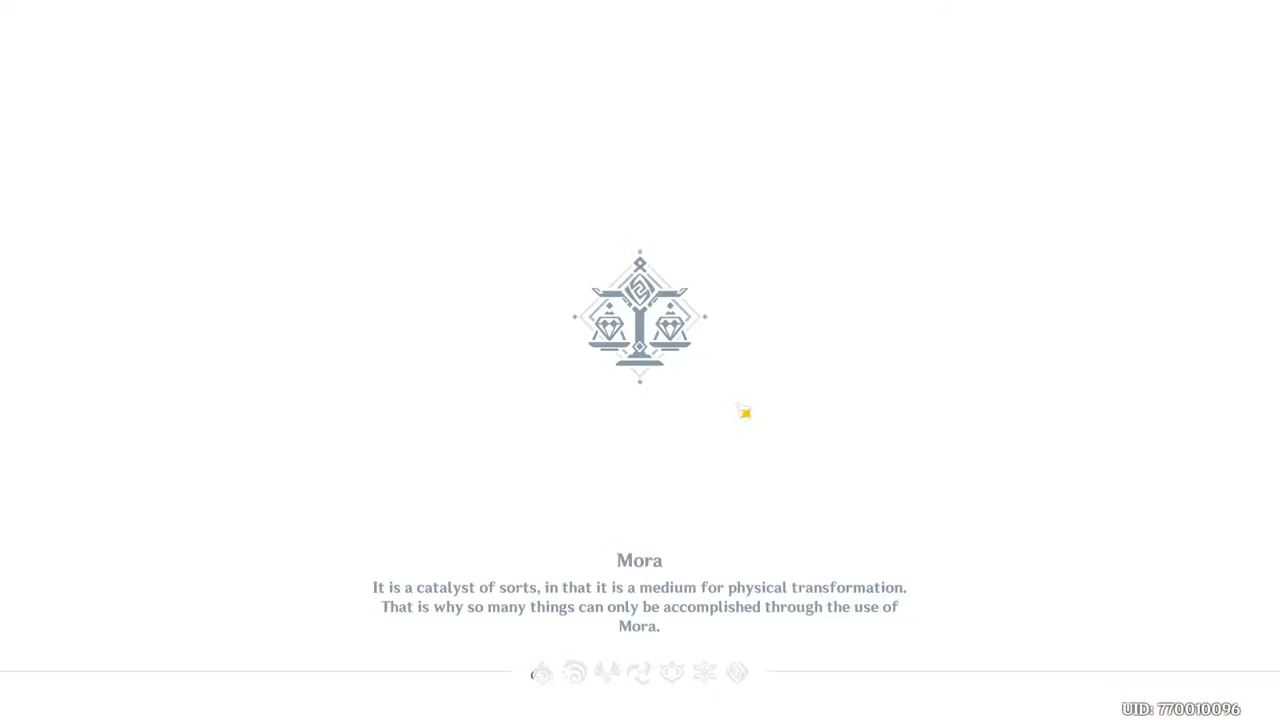 Mora
It is a catalyst of sorts, in that it is a medium for physical transformation.
That is why so many things can only be accomplished through the use of
Mora.
UID: 770010096